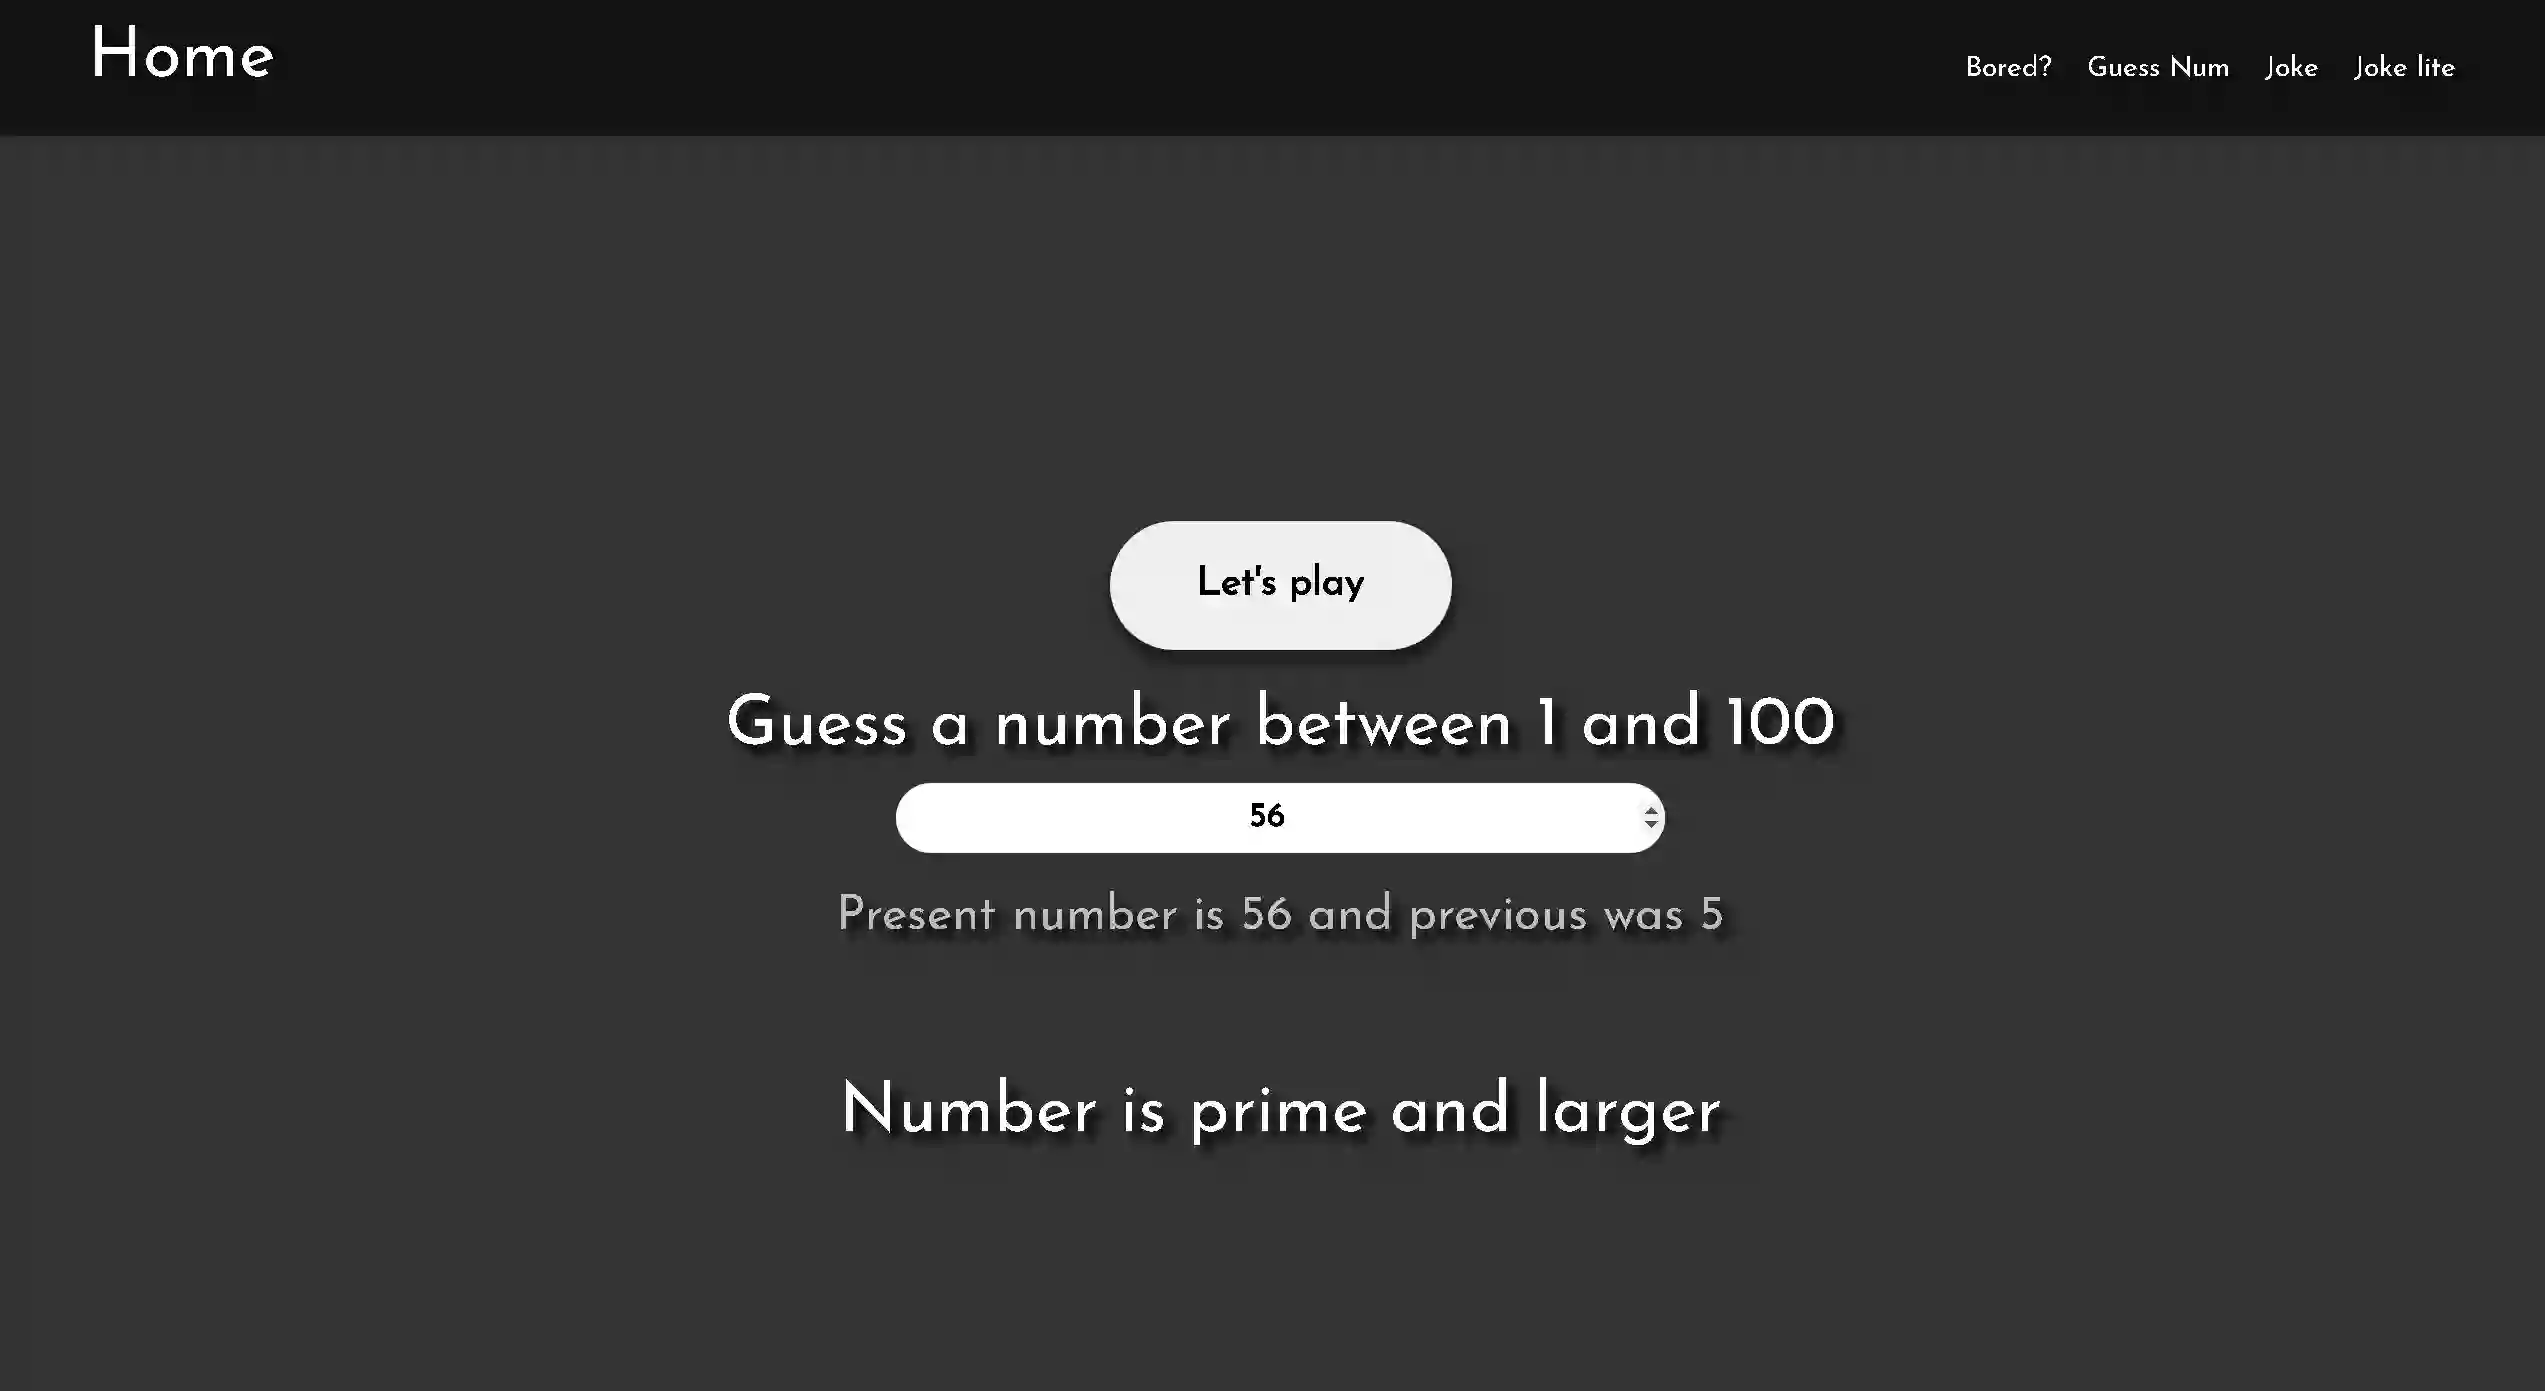 Home
Bored? Guess Num Joke Joke lite
Let's play
Guess a number between 1 and 100
56
Present number is 56 and previous was 5
Number is prime and larger